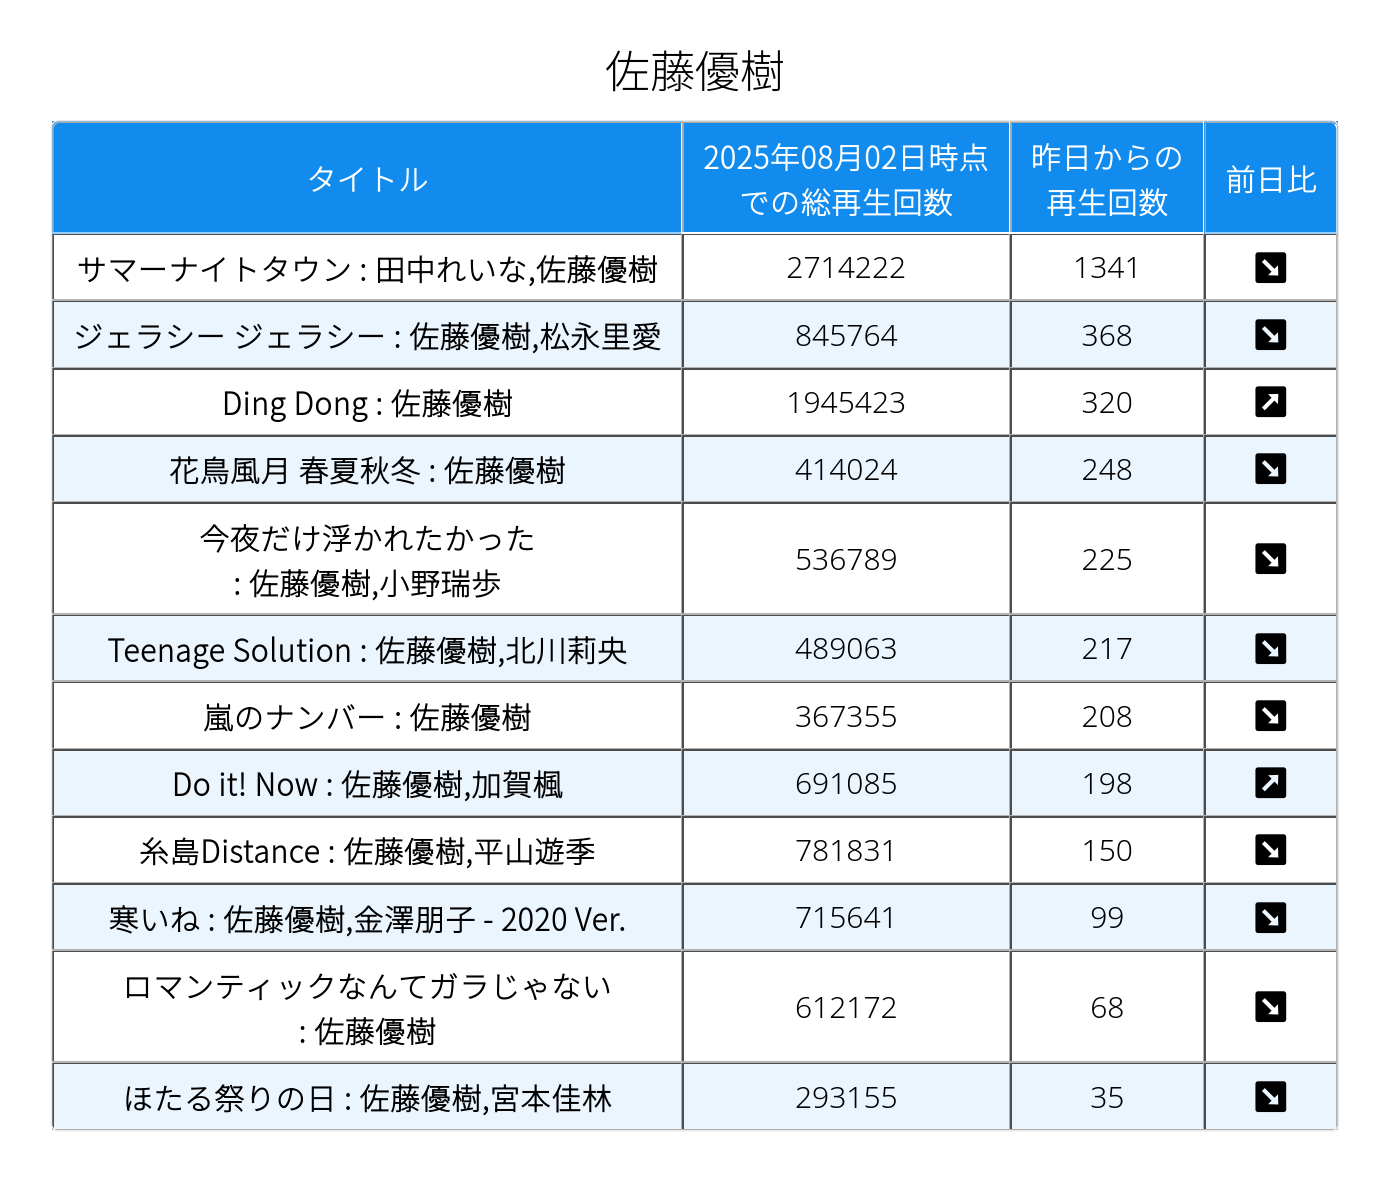 佐藤優樹
タイトル
2025年08月02日時点
での総再生回数
昨日からの
再生回数
前日比
サマーナイトタウン : 田中れいな,佐藤優樹 2714222 1341 ↘
ジェラシー ジェラシー : 佐藤優樹,松永里愛 845764 368 ↘
Ding Dong : 佐藤優樹 1945423 320 ↗
花鳥風月 春夏秋冬 : 佐藤優樹 414024 248 ↘
今夜だけ浮かれたかった
: 佐藤優樹,小野瑞歩 536789 225 ↘
Teenage Solution : 佐藤優樹,北川莉央 489063 217 ↘
嵐のナンバー : 佐藤優樹 367355 208 ↘
Do it! Now : 佐藤優樹,加賀楓 691085 198 ↗
糸島Distance : 佐藤優樹,平山遊季 781831 150 ↘
寒いね : 佐藤優樹,金澤朋子 - 2020 Ver. 715641 99 ↘
ロマンティックなんてガラじゃない
: 佐藤優樹 612172 68 ↘
ほたる祭りの日 : 佐藤優樹,宮本佳林 293155 35 ↘